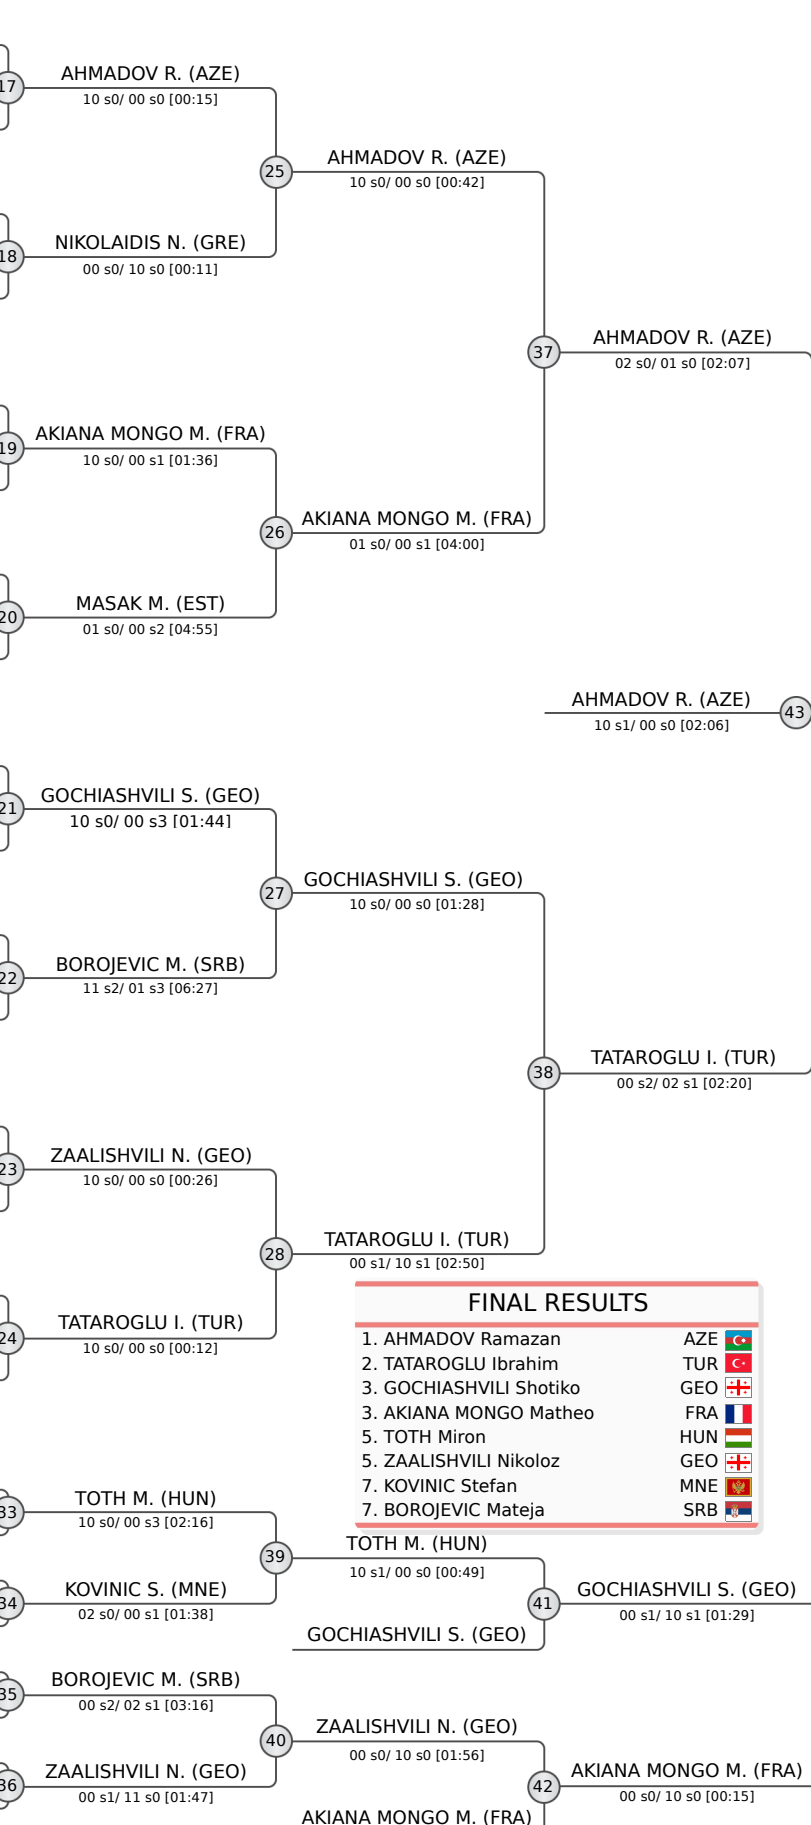 AHMADOV R. (AZE)
17
10 s0/ 00 s0 [00:15]
AHMADOV R. (AZE)
25
10 s0/ 00 s0 [00:42]
NIKOLAIDIS N. (GRE)
18
00 s0/ 10 s0 [00:11]
AHMADOV R. (AZE)
37
02 s0/ 01 s0 [02:07]
AKIANA MONGO M. (FRA)
19
10 s0/ 00 s1 [01:36]
AKIANA MONGO M. (FRA)
26
01 s0/ 00 s1 [04:00]
MASAK M. (EST)
20
01 s0/ 00 s2 [04:55]
AHMADOV R. (AZE)
43
10 s1/ 00 s0 [02:06]
GOCHIASHVILI S. (GEO)
21
10 s0/ 00 s3 [01:44]
GOCHIASHVILI S. (GEO)
27
10 s0/ 00 s0 [01:28]
BOROJEVIC M. (SRB)
22
11 s2/ 01 s3 [06:27]
TATAROGLU I. (TUR)
38
00 s2/ 02 s1 [02:20]
ZAALISHVILI N. (GEO)
23
10 s0/ 00 s0 [00:26]
TATAROGLU I. (TUR)
28
00 s1/ 10 s1 [02:50]
TATAROGLU I. (TUR)
24
10 s0/ 00 s0 [00:12]
FINAL RESULTS
1. AHMADOV Ramazan AZE
2. TATAROGLU Ibrahim TUR
3. GOCHIASHVILI Shotiko GEO
3. AKIANA MONGO Matheo FRA
5. TOTH Miron HUN
5. ZAALISHVILI Nikoloz GEO
7. KOVINIC Stefan MNE
7. BOROJEVIC Mateja SRB
TOTH M. (HUN)
33
10 s0/ 00 s3 [02:16]
TOTH M. (HUN)
39
10 s1/ 00 s0 [00:49]
KOVINIC S. (MNE)
34
02 s0/ 00 s1 [01:38]
GOCHIASHVILI S. (GEO)
41
00 s1/ 10 s1 [01:29]
GOCHIASHVILI S. (GEO)
BOROJEVIC M. (SRB)
35
00 s2/ 02 s1 [03:16]
ZAALISHVILI N. (GEO)
40
00 s0/ 10 s0 [01:56]
ZAALISHVILI N. (GEO)
36
00 s1/ 11 s0 [01:47]
AKIANA MONGO M. (FRA)
42
00 s0/ 10 s0 [00:15]
AKIANA MONGO M. (FRA)